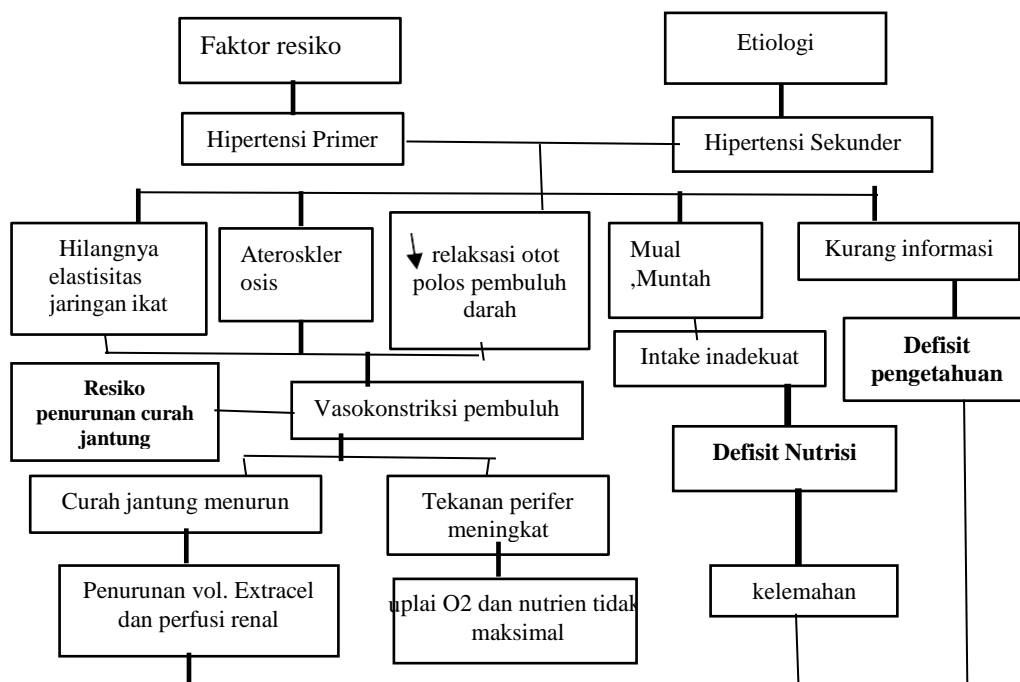 Faktor resiko
Etiologi
Hipertensi Primer
Hipertensi Sekunder
Hilangnya
elastisitas
jaringan ikat
Ateroskler
osis
relaksasi otot
polos pembuluh
darah
Mual
,Muntah
Kurang informasi
Intake inadekuat
Defisit
pengetahuan
Resiko
penurunan curah
jantung
Vasokonstriksi pembuluh
Defisit Nutrisi
Curah jantung menurun
Tekanan perifer
meningkat
kelemahan
Penurunan vol. Extracel
dan perfusi renal
uplai O2 dan nutrien tidak
maksimal